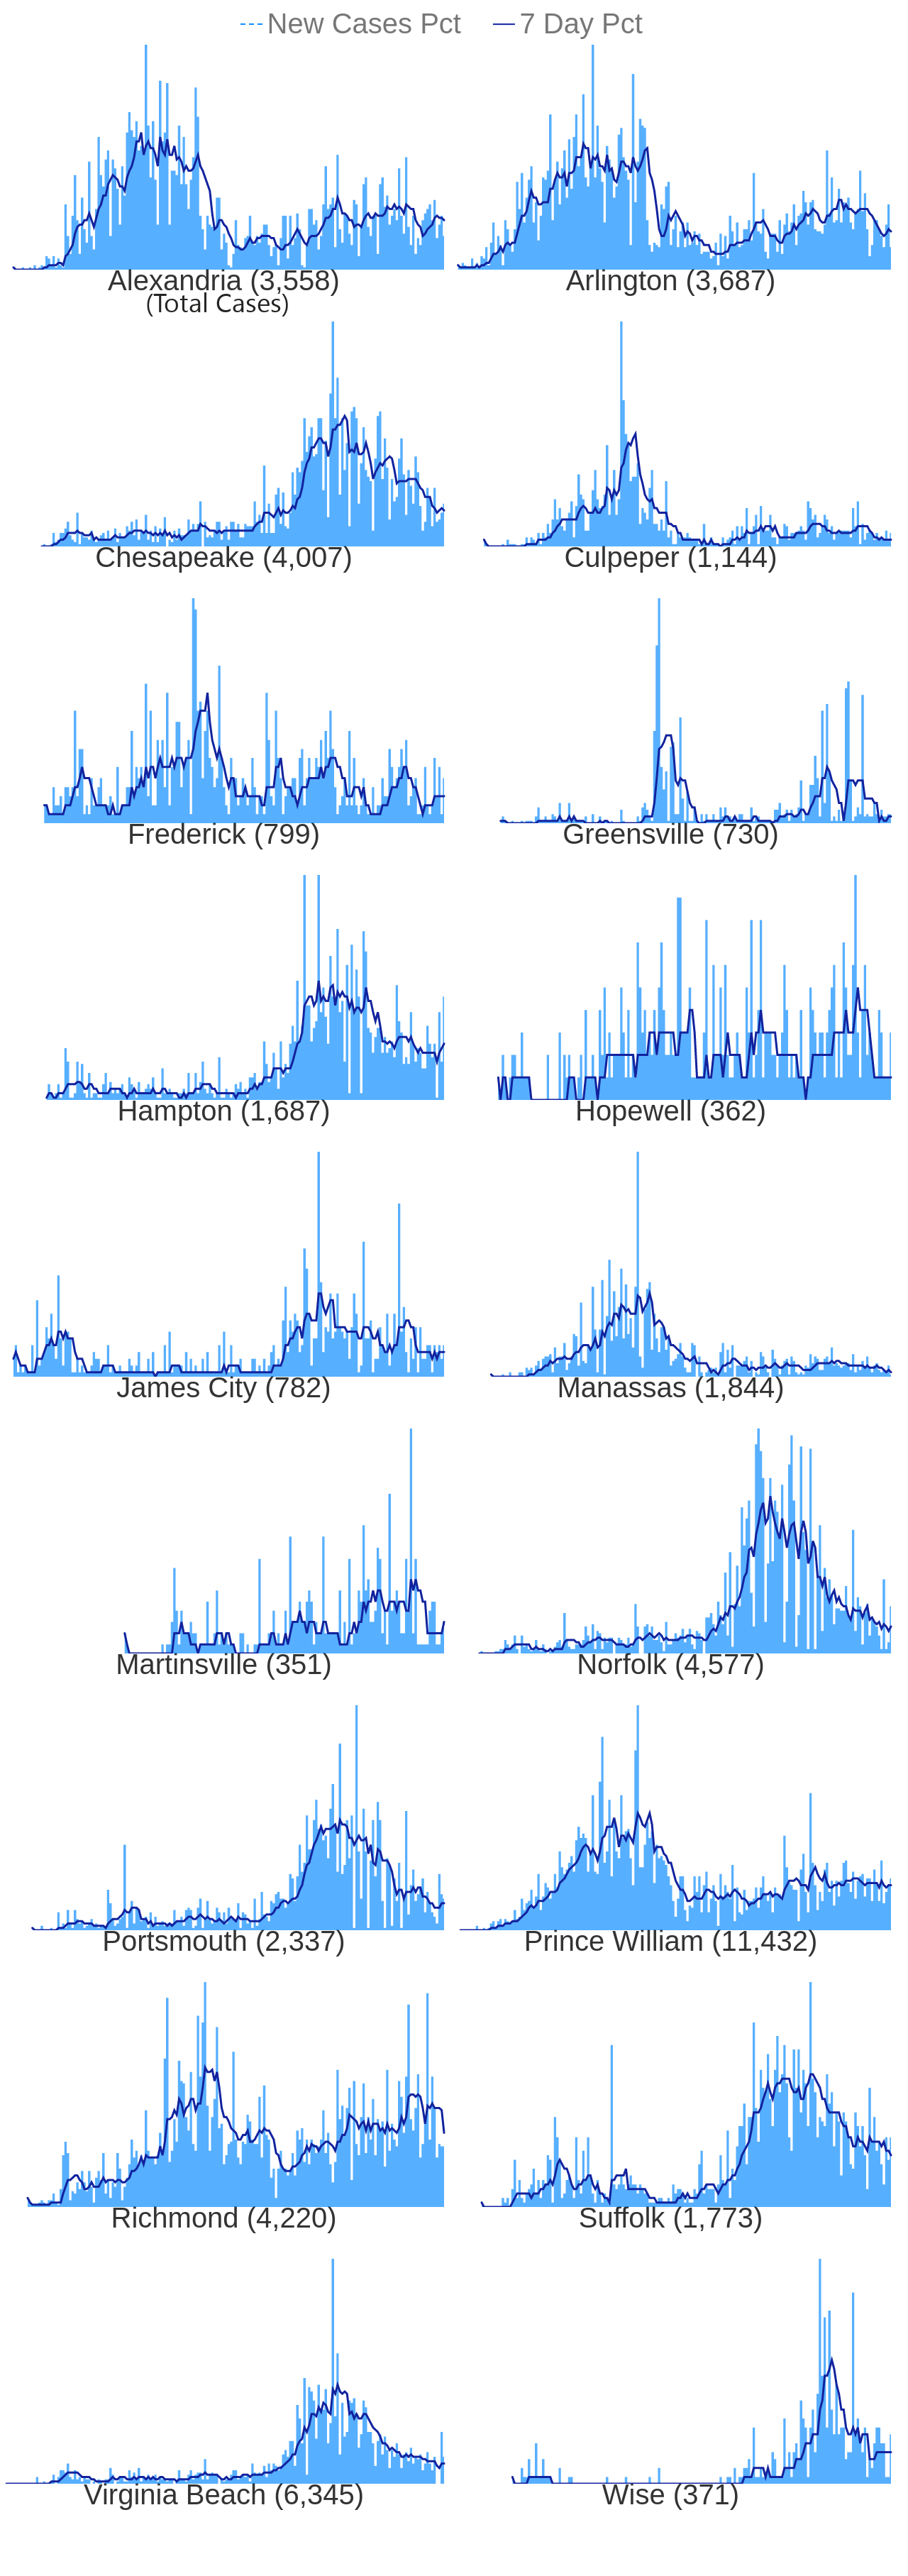 New Cases Pct 7 Day Pct
Alexandria (3,558) Arlington (3,687)
(Total Cases)
Chesapeake (4,007) Culpeper (1,144)
Frederick (799) Greensville (730)
Hampton (1,687) Hopewell (362)
James City (782) Manassas (1,844)
Martinsville (351) Norfolk (4,577)
Portsmouth (2,337) Prince William (11,432)
Richmond (4,220) Suffolk (1,773)
Virginia Beach (6,345) Wise (371)